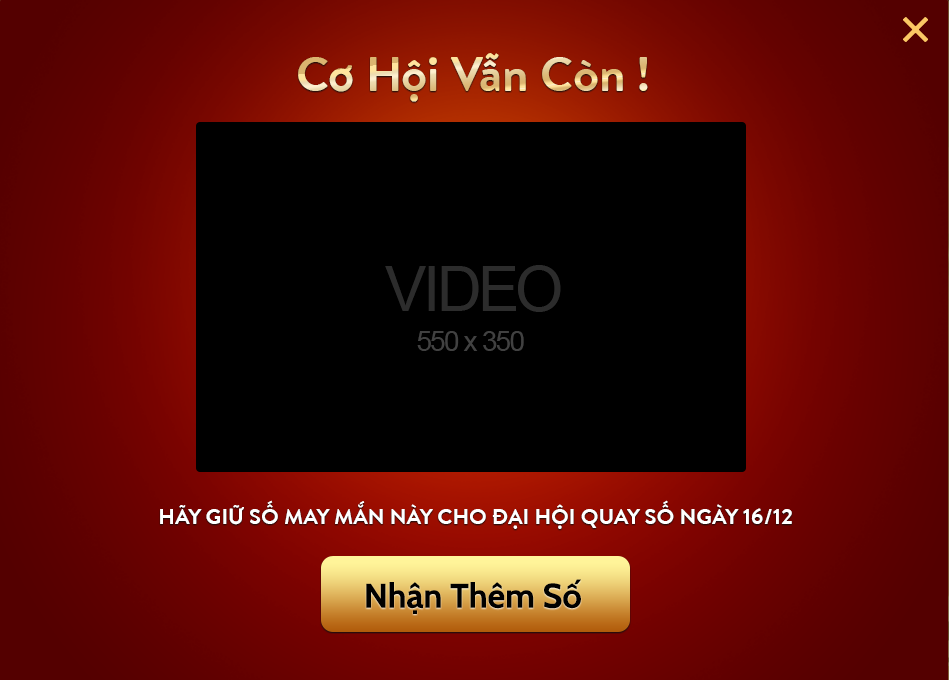 Cơ Hội Vẫn Còn !
VIDEO
550 x 350
HÃY GIỮ SỐ MAY MẮN NÀY CHO ĐẠI HỘI QUAY SỐ NGÀY 16/12
Nhận Thêm Số